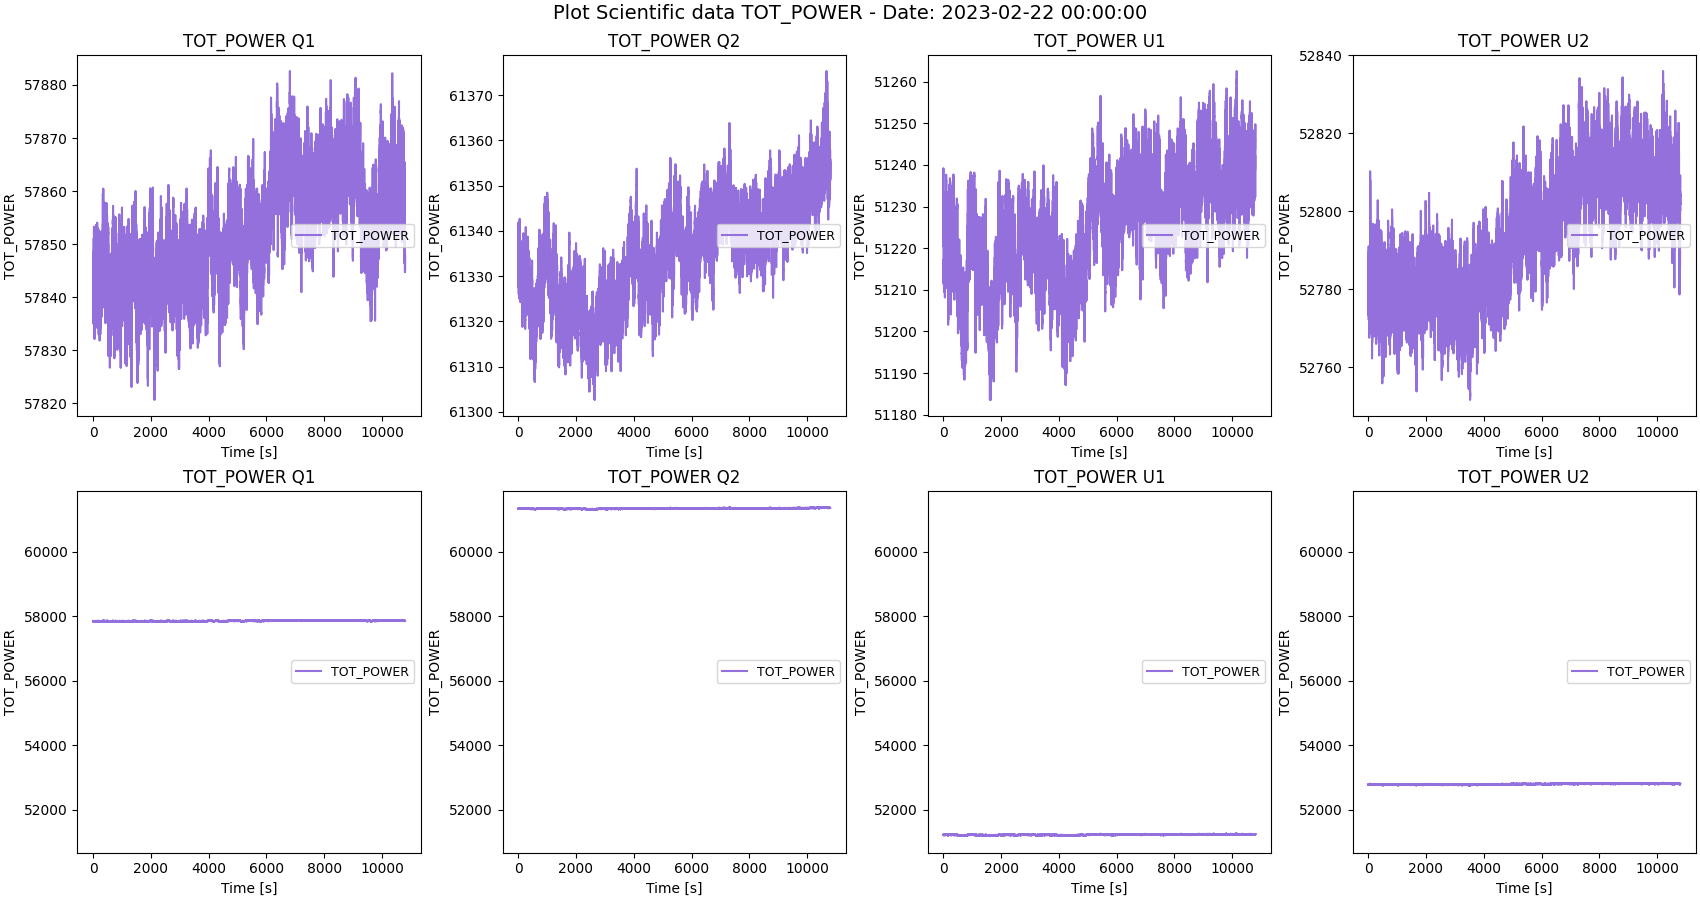 Plot Scientific data TOT_POWER - Date: 2023-02-22 00:00:00
TOT_POWER Q1
TOT_POWER
57880
57870
57860
57850
57840
57830
57820
TOT_POWER
0 2000 4000 6000 8000 10000
Time [s]
TOT_POWER Q2
TOT_POWER
61370
61360
61350
61340
61330
61320
61310
61300
TOT_POWER
0 2000 4000 6000 8000 10000
Time [s]
TOT_POWER U1
TOT_POWER
51260
51250
51240
51230
51220
51210
51200
51190
51180
TOT_POWER
0 2000 4000 6000 8000 10000
Time [s]
TOT_POWER U2
TOT_POWER
52840
52820
52800
52780
52760
TOT_POWER
0 2000 4000 6000 8000 10000
Time [s]
TOT_POWER Q1
TOT_POWER
60000
58000
56000
54000
52000
TOT_POWER
0 2000 4000 6000 8000 10000
Time [s]
TOT_POWER Q2
TOT_POWER
60000
58000
56000
54000
52000
TOT_POWER
0 2000 4000 6000 8000 10000
Time [s]
TOT_POWER U1
TOT_POWER
60000
58000
56000
54000
52000
TOT_POWER
0 2000 4000 6000 8000 10000
Time [s]
TOT_POWER U2
TOT_POWER
60000
58000
56000
54000
52000
TOT_POWER
0 2000 4000 6000 8000 10000
Time [s]